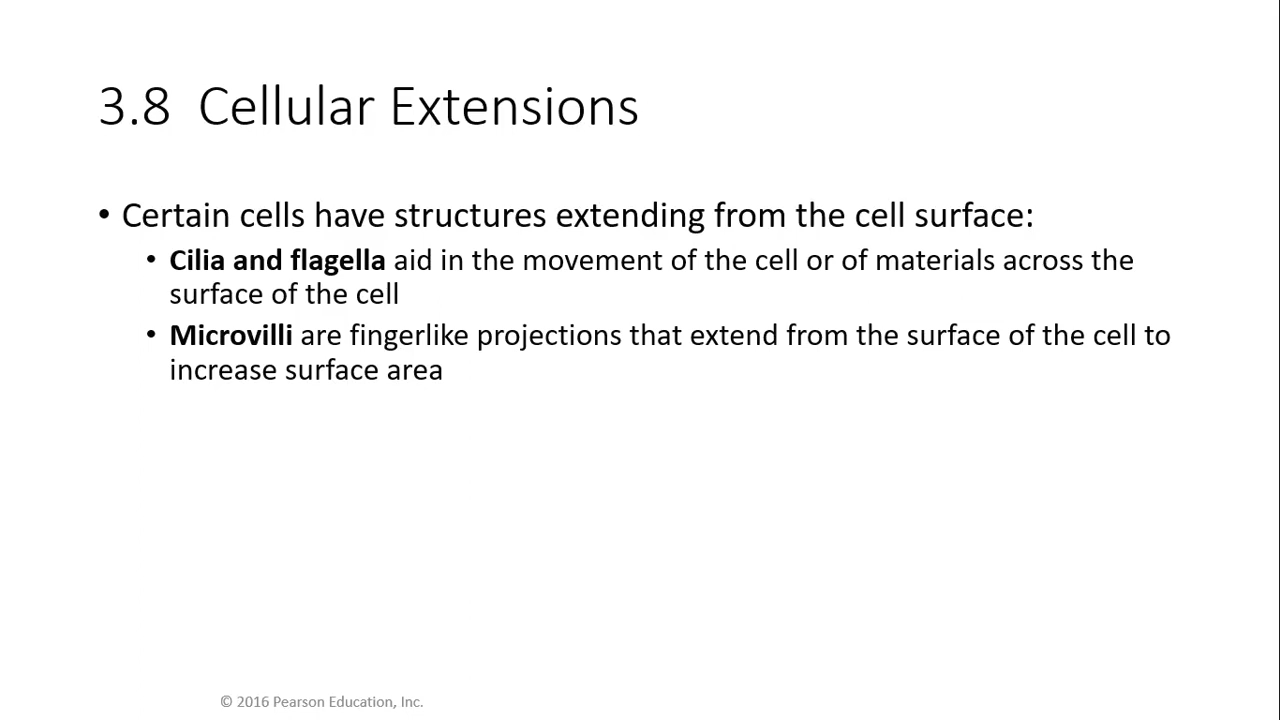 3.8 Cellular Extensions
• Certain cells have structures extending from the cell surface:
• Cilia and flagella aid in the movement of the cell or of materials across the
surface of the cell
• Microvilli are fingerlike projections that extend from the surface of the cell to
increase surface area
© 2016 Pearson Education, Inc.